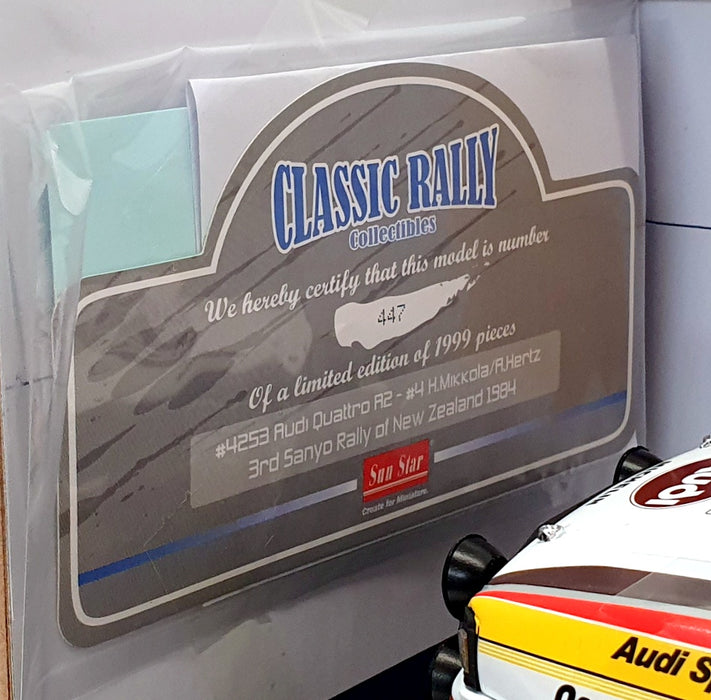 CLASSIC RALLY
Collectibles
We hereby certify that this model is number
447
Of a limited edition of 1999 pieces
#4253 Audi Quattro A2 - #4 H.Mikkola/A.Hertz
3rd Sanyo Rally of New Zealand 1984
Sun Star
Create for Miniature.
Audi